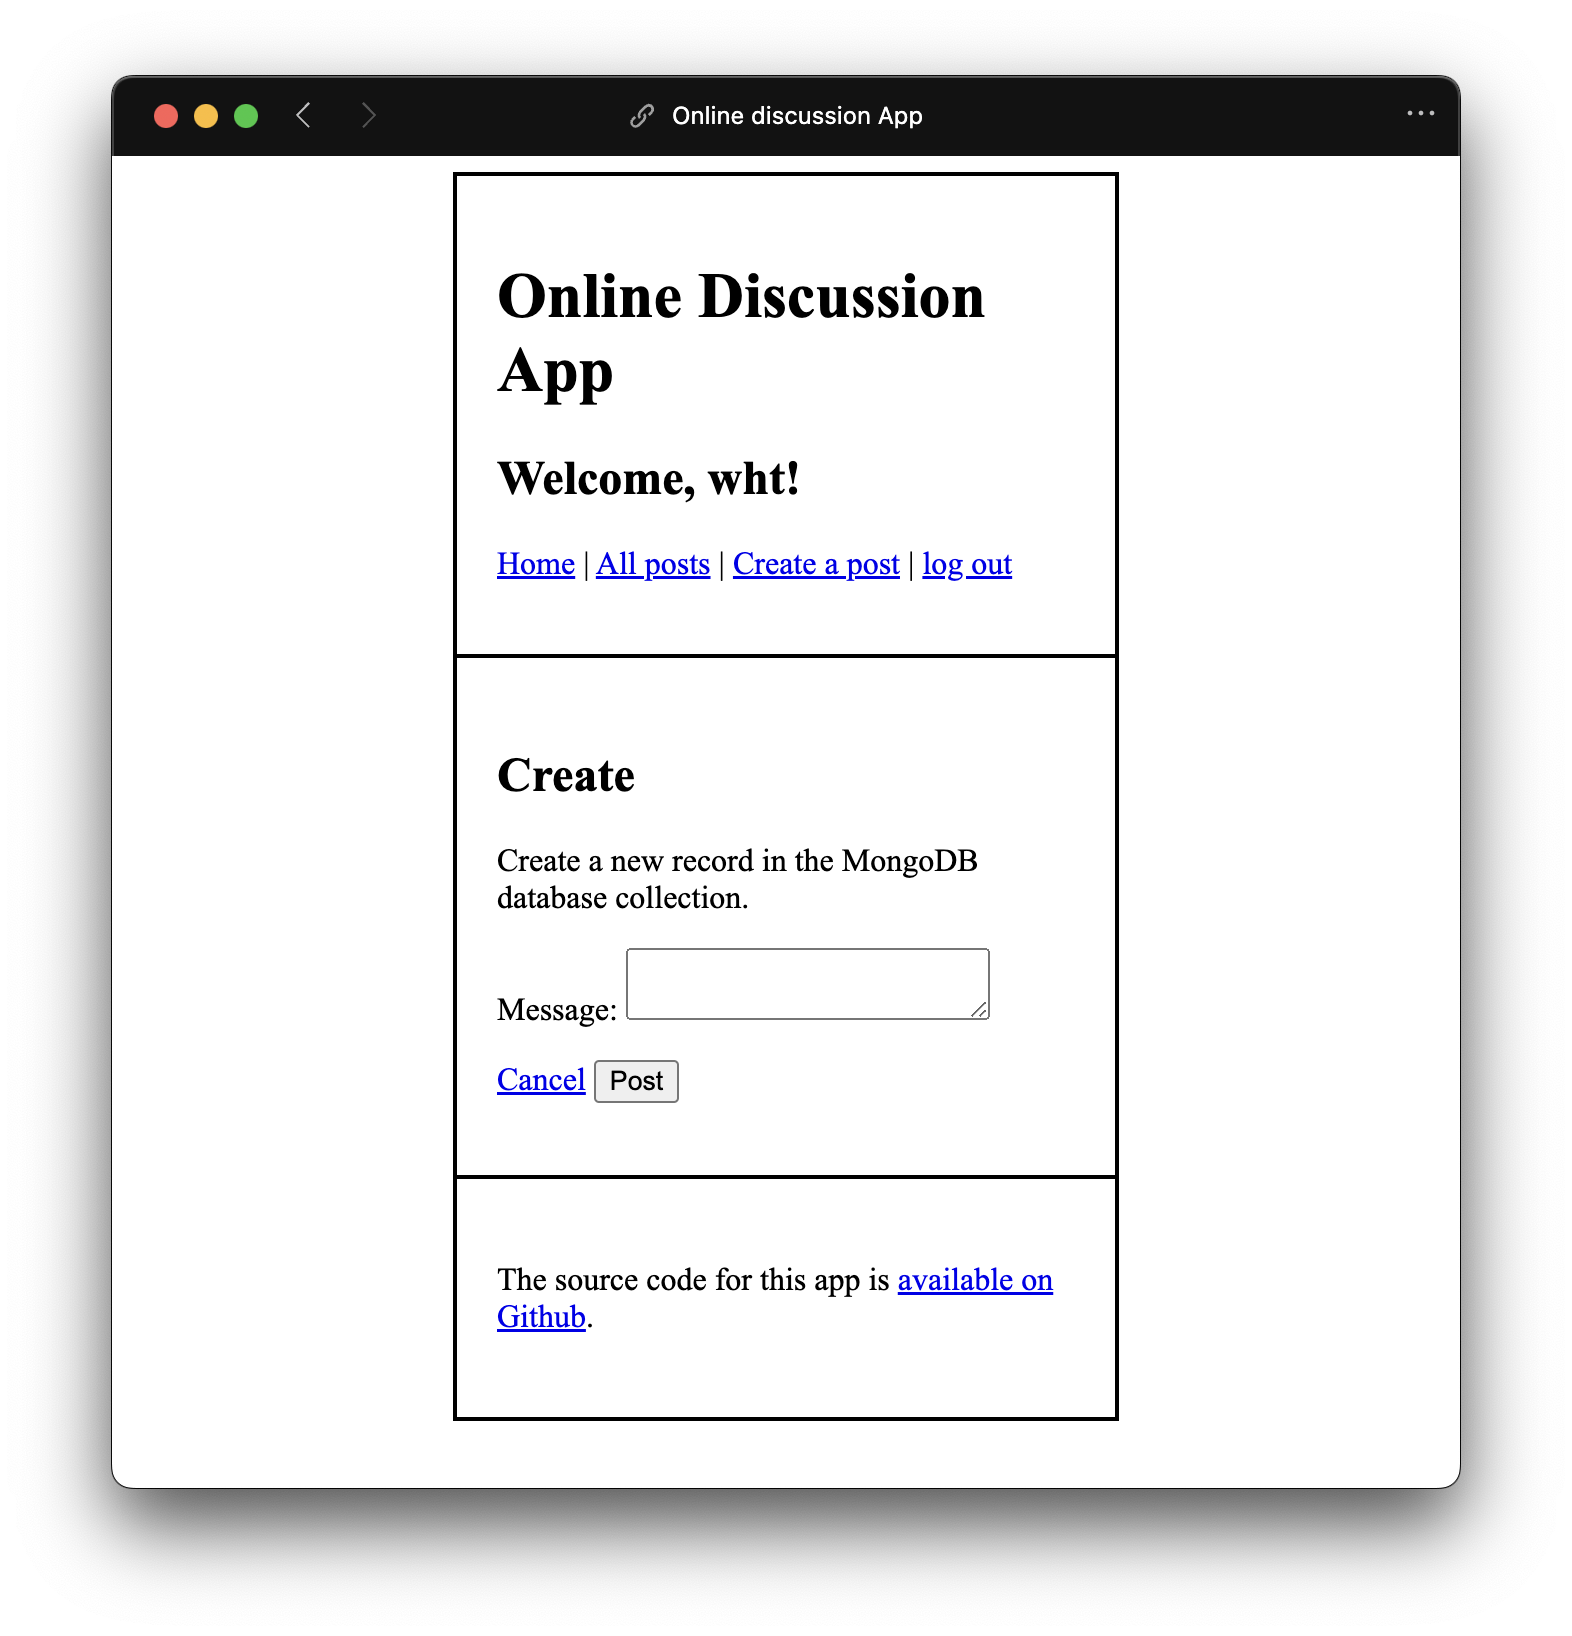 Online discussion App
Online Discussion
App
Welcome, wht!
Home | All posts | Create a post | log out
Create
Create a new record in the MongoDB
database collection.
Message:
Cancel Post
The source code for this app is available on
Github.